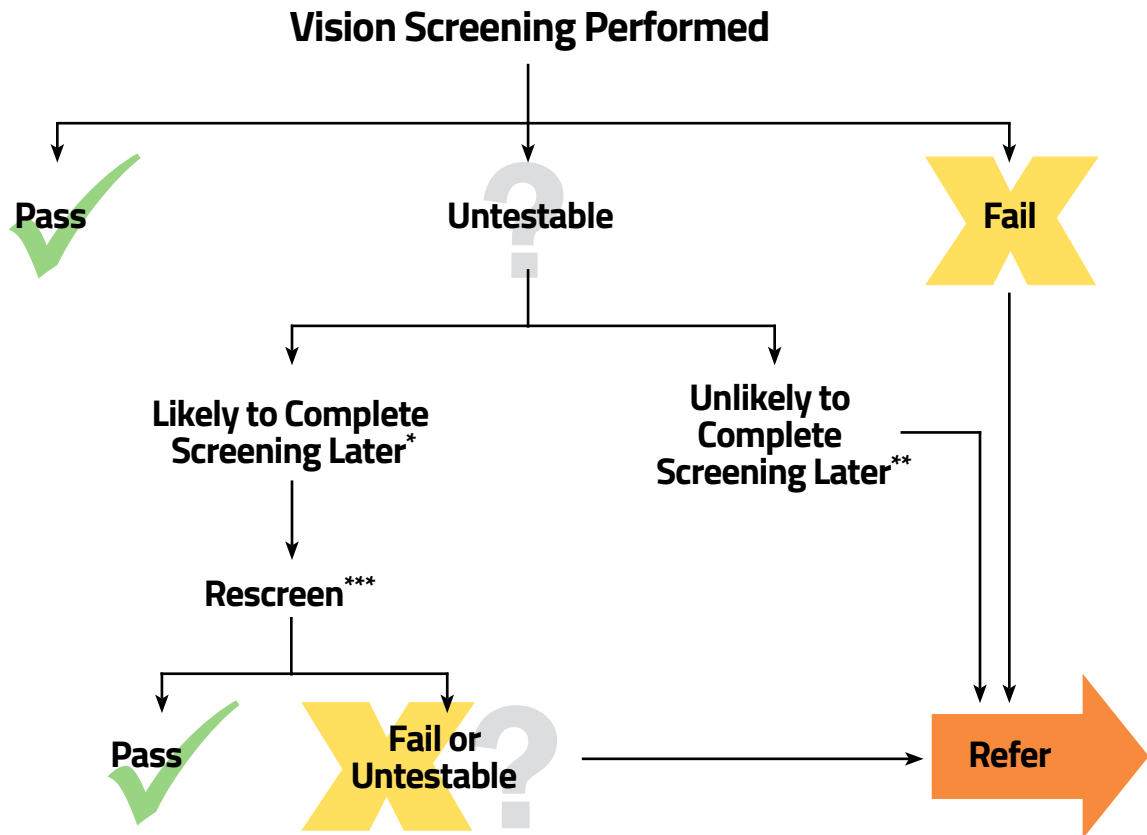 Vision Screening Performed
Pass
?
Untestable
Fail
Likely to Complete
Screening Later*
Unlikely to
Complete
Screening Later**
Rescreen***
Pass
Fail or
Untestable
?
Refer